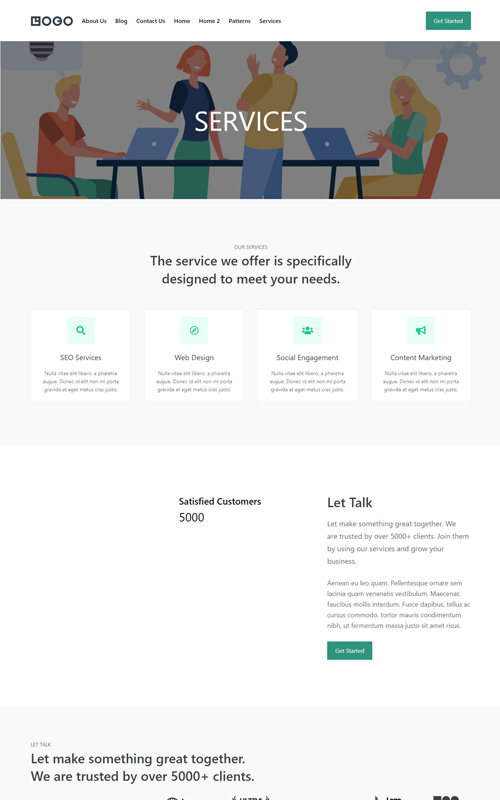 LOGO About Us Blog Contact Us Home Home 2 Patterns Services Get Started
SERVICES
OUR SERVICES
The service we offer is specifically
designed to meet your needs.
SEO Services
Nulla vitae elit libero, a pharetra
augue. Donec id elit non mi porta
gravida at eget metus cras justo.
Web Design
Nulla vitae elit libero, a pharetra
augue. Donec id elit non mi porta
gravida at eget metus cras justo.
Social Engagement
Nulla vitae elit libero, a pharetra
augue. Donec id elit non mi porta
gravida at eget metus cras justo.
Content Marketing
Nulla vitae elit libero, a pharetra
augue. Donec id elit non mi porta
gravida at eget metus cras justo.
Satisfied Customers
5000
Let Talk
Let make something great together. We
are trusted by over 5000+ clients. Join them
by using our services and grow your
business.
Aenean eu leo quam. Pellentesque ornare sem
lacinia quam venenatis vestibulum. Maecenas
faucibus mollis interdum. Fusce dapibus, tellus ac
cursus commodo, tortor mauris condimentum
nibh, ut fermentum massa justo sit amet risus.
Get Started
LET TALK
Let make something great together.
We are trusted by over 5000+ clients.